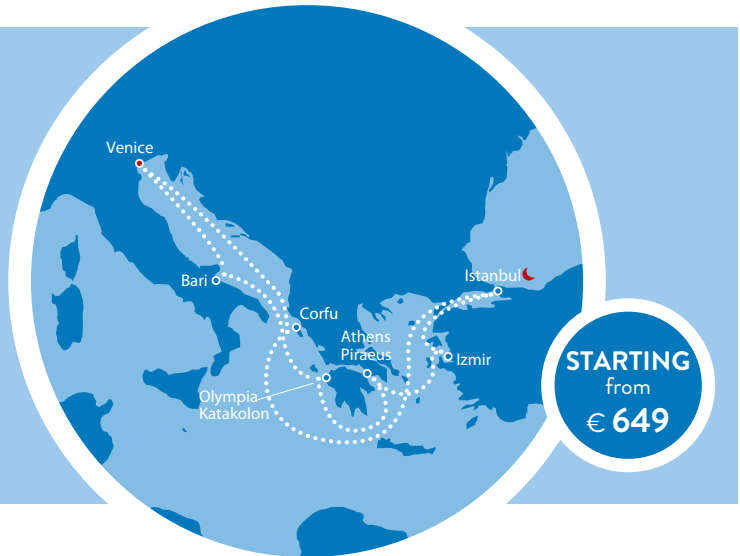 Venice
Bari
Corfu
Istanbul
Athens
Piraeus
Izmir
Olympia
Katakolon
STARTING
from
€ 649